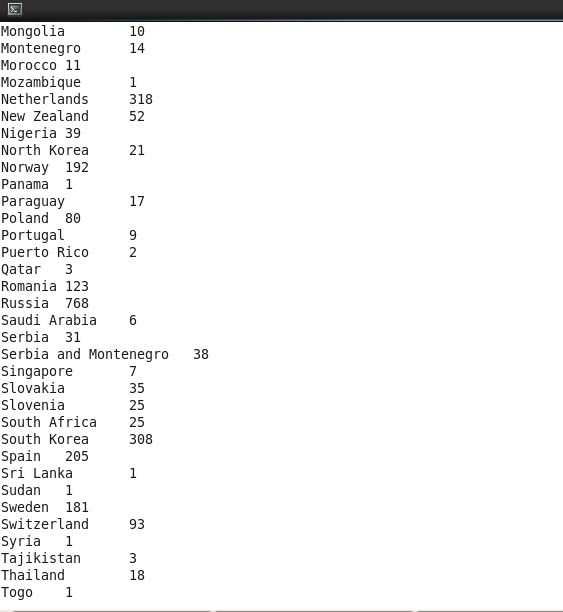 Mongolia 10
Montenegro 14
Morocco 11
Mozambique 1
Netherlands 318
New Zealand 52
Nigeria 39
North Korea 21
Norway 192
Panama 1
Paraguay 17
Poland 80
Portugal 9
Puerto Rico 2
Qatar 3
Romania 123
Russia 768
Saudi Arabia 6
Serbia 31
Serbia and Montenegro 38
Singapore 7
Slovakia 35
Slovenia 25
South Africa 25
South Korea 308
Spain 205
Sri Lanka 1
Sudan 1
Sweden 181
Switzerland 93
Syria 1
Tajikistan 3
Thailand 18
Togo 1